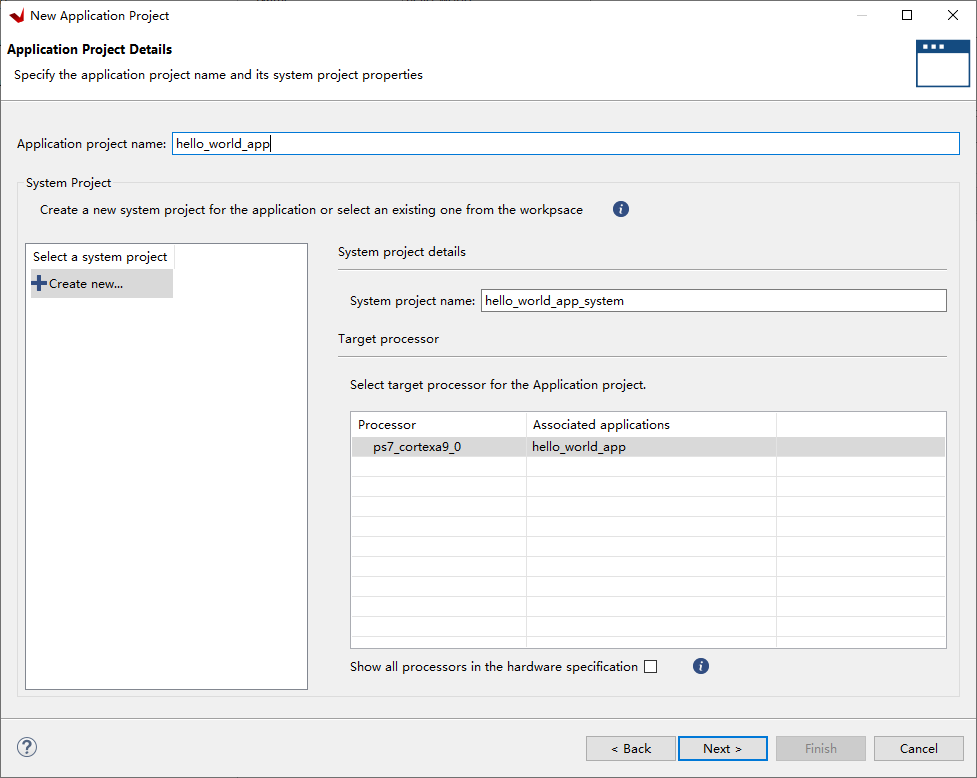 New Application Project
Application Project Details
Specify the application project name and its system project properties
Application project name: hello_world_app
System Project
Create a new system project for the application or select an existing one from the workpsace
Select a system project
Create new...
System project details
System project name: hello_world_app_system
Target processor
Select target processor for the Application project.
Processor Associated applications
ps7_cortexa9_0 hello_world_app
Show all processors in the hardware specification
< Back Next > Finish Cancel